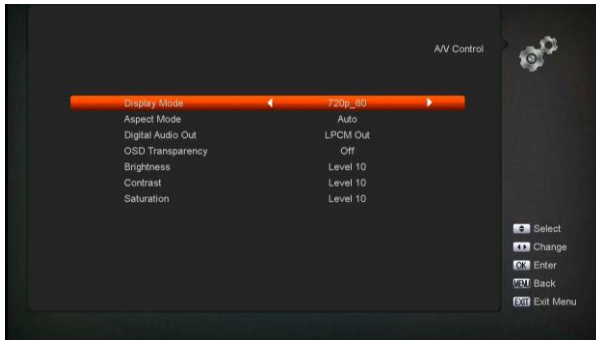 A/V Control
Display Mode 720p_60
Aspect Mode Auto
Digital Audio Out LPCM Out
OSD Transparency Off
Brightness Level 10
Contrast Level 10
Saturation Level 10
Select
Change
OK Enter
MENU Back
EXIT Exit Menu